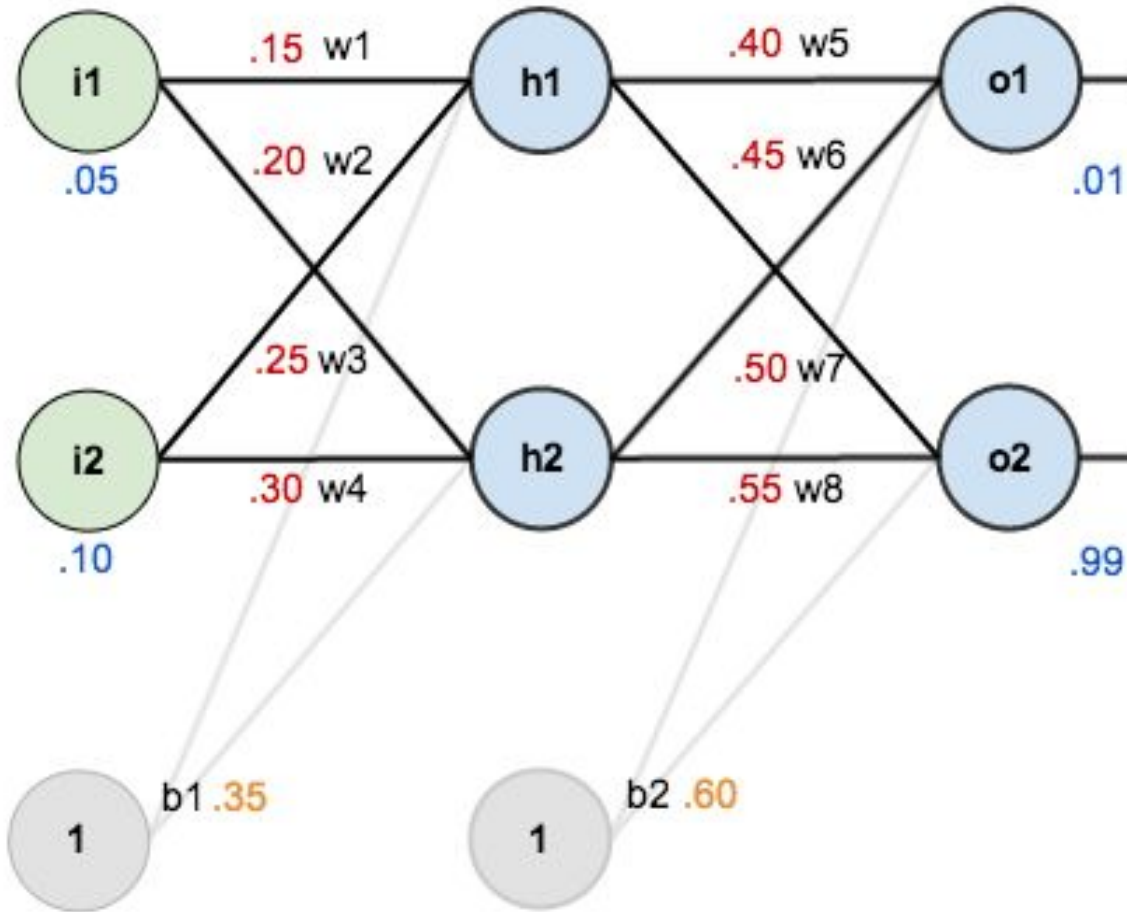 .15 w1
.40 w5
i1
h1
o1
.20 w2
.45 w6
.05
.01
.25 w3
.50 w7
i2
h2
o2
.30 w4
.55 w8
.10
.99
b1 .35
b2 .60
1
1